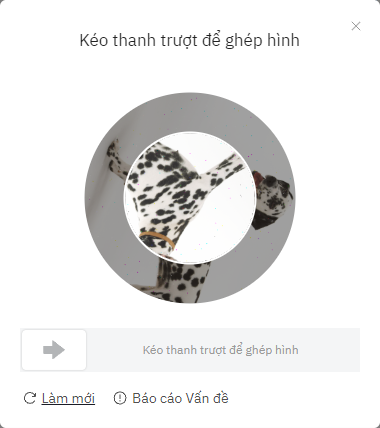 Kéo thanh trượt để ghép hình
Kéo thanh trượt để ghép hình
Làm mới
Báo cáo Vấn đề